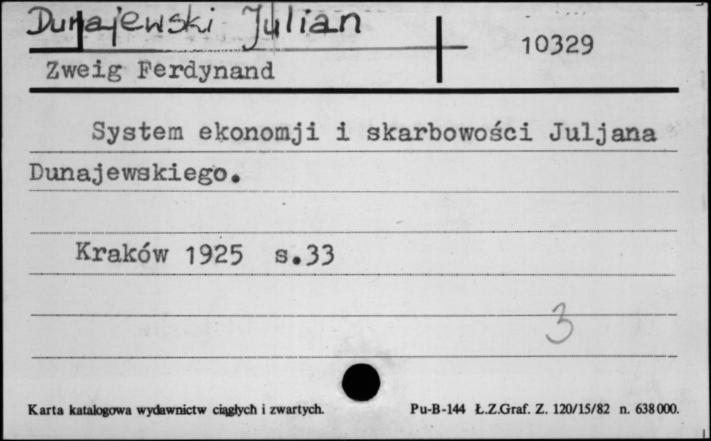 Dunajewski Julian
10329
Zweig Ferdynand
System ekonomji i skarbowości Juljana
Dunajewskiego.
Kraków 1925 s.33
3
Karta katalogowa wydawnictw ciągłych i zwartych.
Pu-B-144 Ł.Z.Graf. Z. 120/15/82 n. 638000.